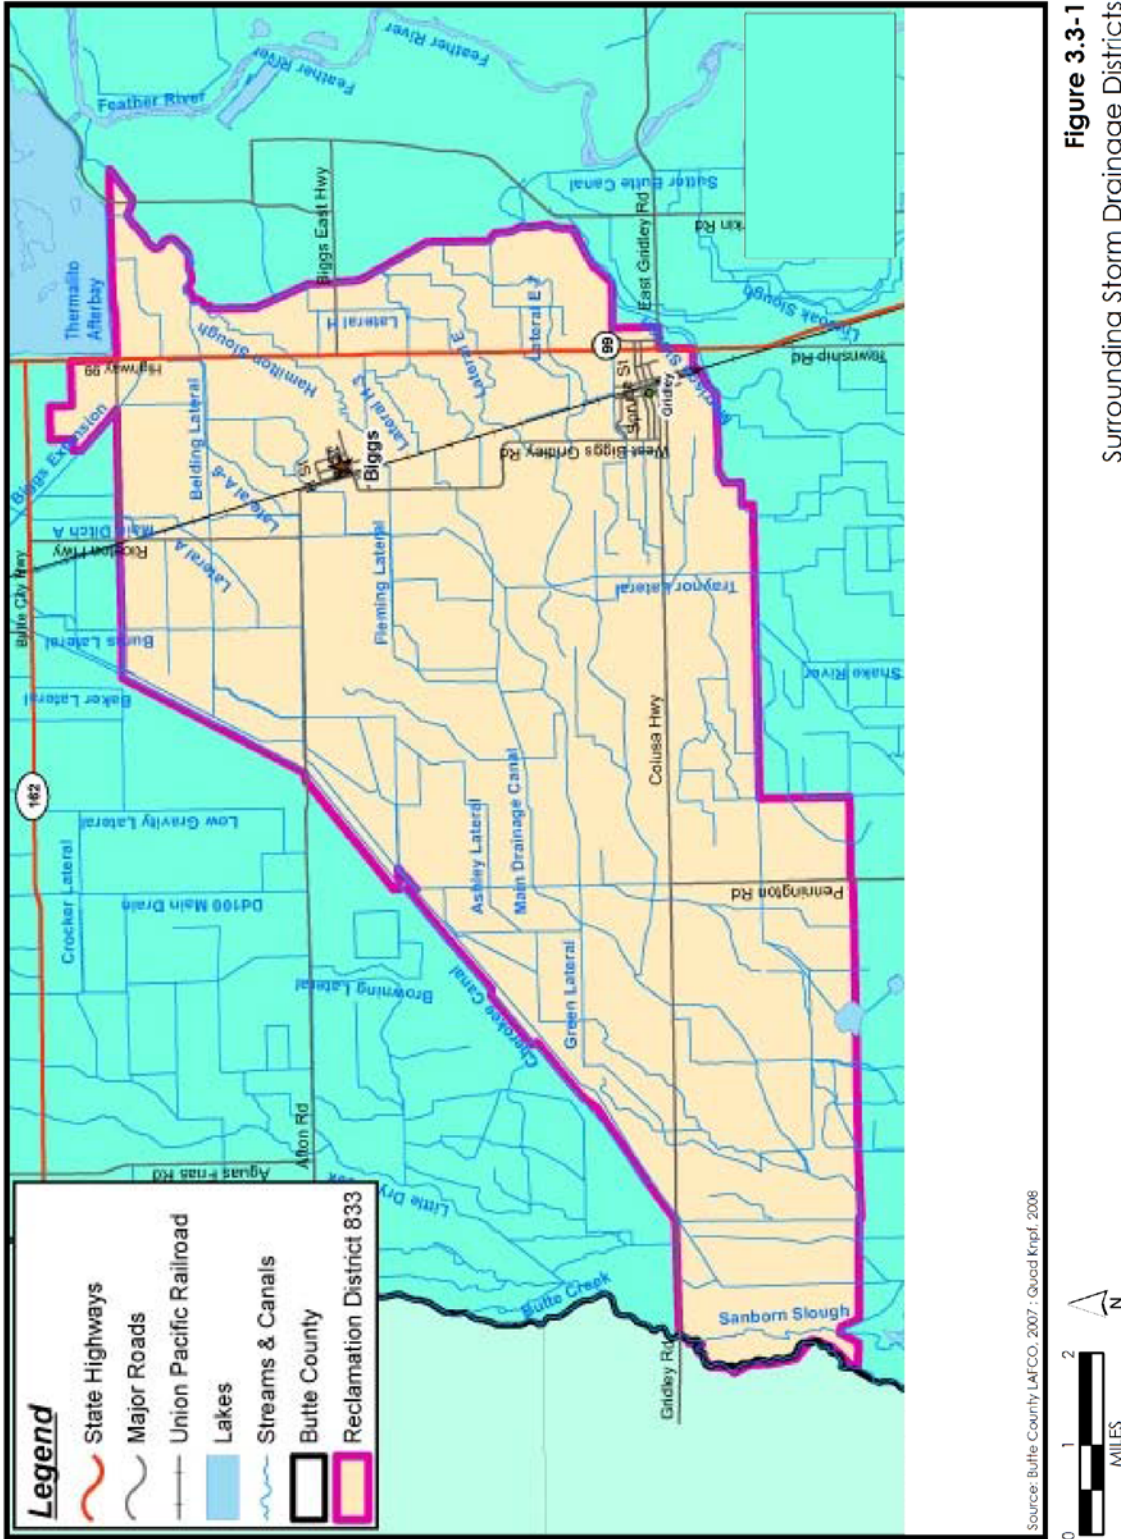 Figure 3.3-1
Surrounding Storm Drainage Districts
Legend
State Highways
Major Roads
Union Pacific Railroad
Lakes
Streams & Canals
Butte County
Reclamation District 833
Feather River
Feather River
Feather River
Thermalito
Afterbay
Biggs East Hwy
Sutter Butte Canal
East Gridley Rd
Highway 99
Hamilton Slough
Lateral H
Lateral E
Lateral E-7
99
Township Rd
Biggs Extension
Belding Lateral
Lateral H-3
Biggs
Spruce St
Gridley
West Biggs Gridley Rd
Main Ditch A
Lateral A-6
Lateral A
Butte City Hwy
Fleming Lateral
Traynor Lateral
Snake River
Burris Lateral
Baker Lateral
162
Low Gravity Lateral
Colusa Hwy
Crocker Lateral
Dd100 Main Drain
Ashley Lateral
Main Drainage Canal
Pennington Rd
Browning Lateral
Cherokee Canal
Green Lateral
Afton Rd
Aguas Frias Rd
Little Dry
Butte Creek
Sanborn Slough
Gridley Rd
Source: Butte County LAFCO, 2007; Quad Knpf, 2008
0 1 2
MILES
N